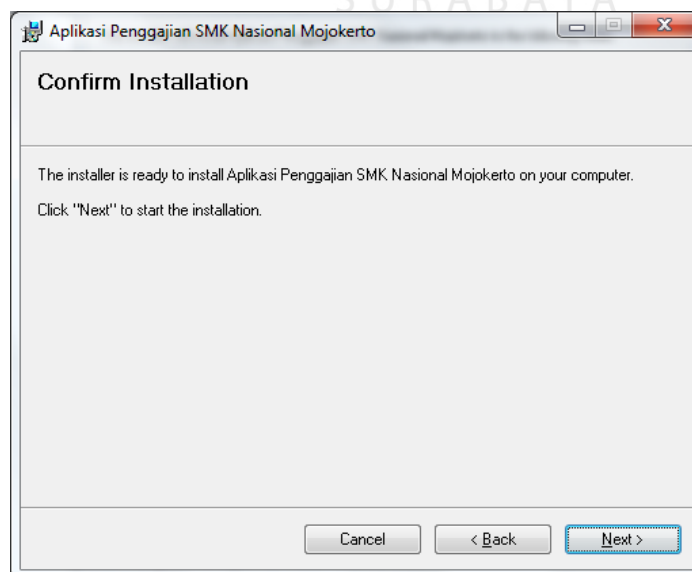 SURABAYA
Aplikasi Penggajian SMK Nasional Mojokerto
Confirm Installation
The installer is ready to install Aplikasi Penggajian SMK Nasional Mojokerto on your computer.
Click "Next" to start the installation.
Cancel
< Back
Next >